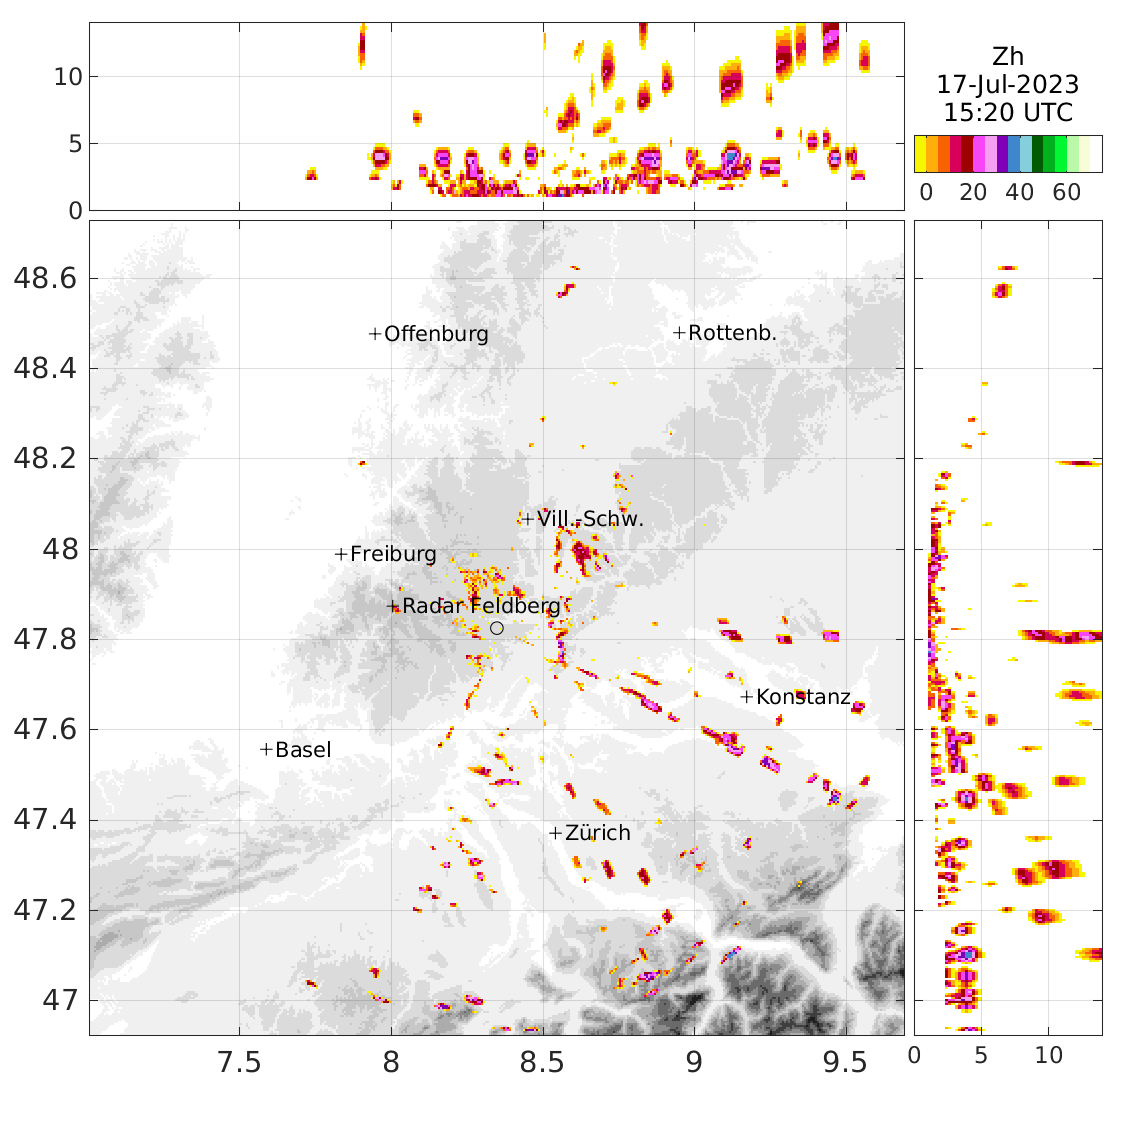 10
5
0
Zh
17-Jul-2023
15:20 UTC
0 20 40 60
48.6
48.4
48.2
48
47.8
47.6
47.4
47.2
47
+Offenburg
+Rottenb.
+Vill.-Schw.
+Freiburg
+Radar Feldberg
+Konstanz
+Basel
+Zürich
7.5 8 8.5 9 9.5
0 5 10